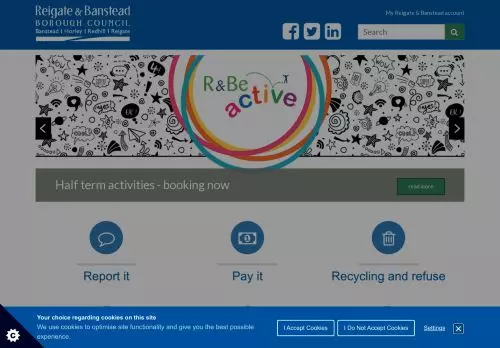 Reigate & Banstead
BOROUGH COUNCIL
Banstead | Horley | Redhill | Reigate
My Reigate & Banstead account
Search
R&Be
active
Half term activities - booking now
read more
Report it
Pay it
Recycling and refuse
Your choice regarding cookies on this site
We use cookies to optimise site functionality and give you the best possible
experience.
I Accept Cookies
I Do Not Accept Cookies
Settings